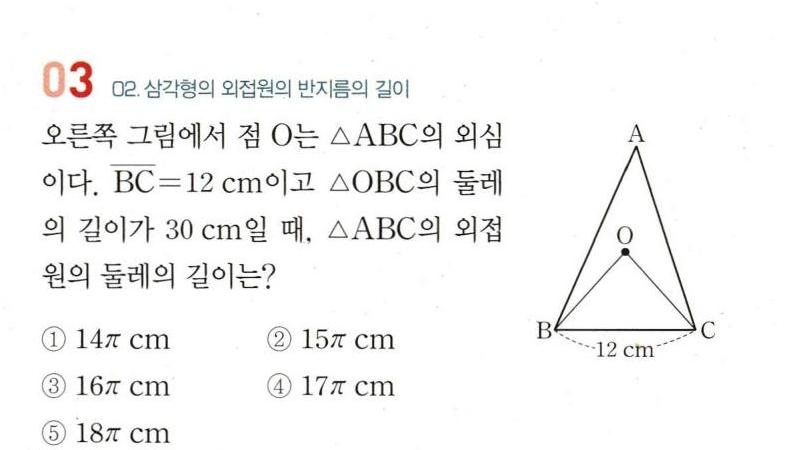 03 02. 삼각형의 외접원의 반지름의 길이
오른쪽 그림에서 점 O는 △ABC의 외심
이다. $\overline{BC}$=12 cm이고 △OBC의 둘레
의 길이가 30 cm일 때, △ABC의 외접
원의 둘레의 길이는?
① 14π cm ② 15π cm
③ 16π cm ④ 17π cm
⑤ 18π cm
A
O
B C
12 cm